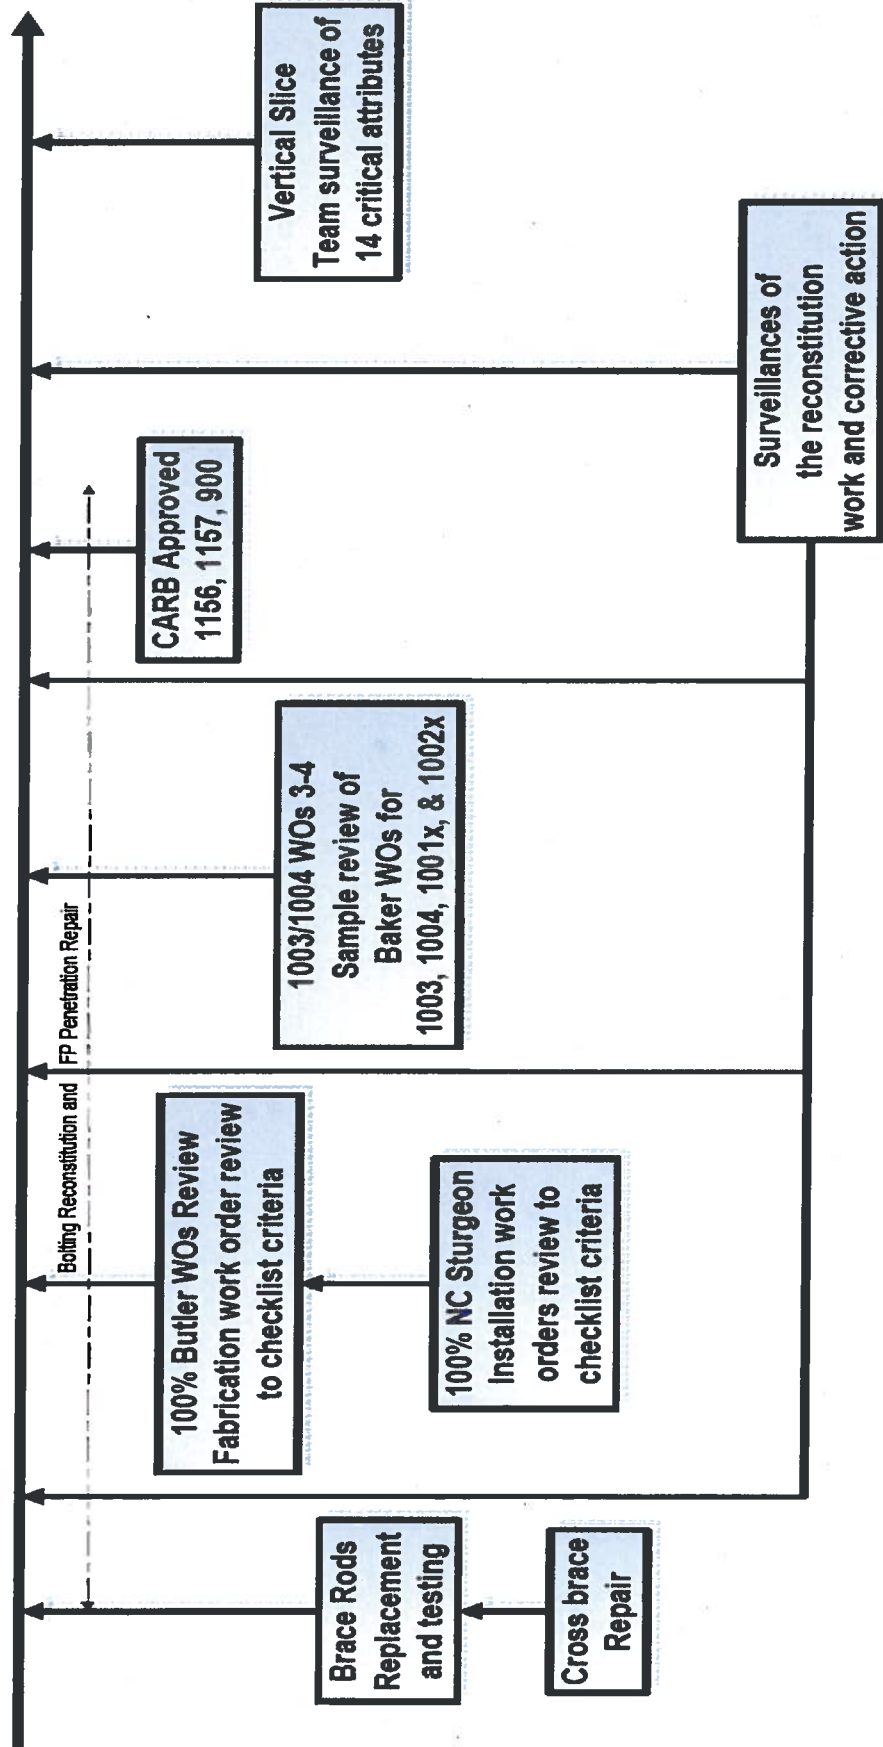 Bolting Reconstitution and FP Penetration Repair
Brace Rods
Replacement
and testing
Cross brace
Repair
100% Butler WOs Review
Fabrication work order review
to checklist criteria
100% NC Sturgeon
Installation work
orders review to
checklist criteria
1003/1004 WOs 3-4
Sample review of
Baker WOs for
1003, 1004, 1001x, & 1002x
CARB Approved
1156, 1157, 900
Surveillances of
the reconstitution
work and corrective action
Vertical Slice
Team surveillance of
14 critical attributes